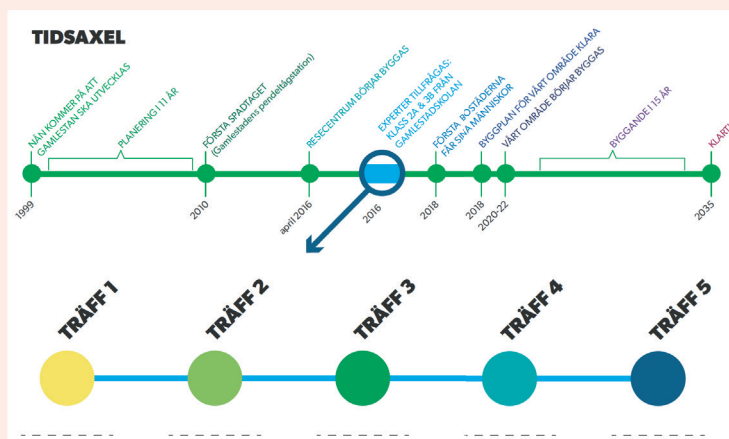 TIDSAXEL
NÅN KOMMER PÅ ATT
GAMLESTAN SKA UTVECKLAS
PLANERING I 11 ÅR
FÖRSTA SPADTAGET
(Gamlestadens pendeltågstation)
RESECENTRUM BÖRJAR BYGGAS
EXPERTER TILLFRÅGAS:
KLASS 2A & 3B FRÅN
GAMLESTADSSKOLAN
FÖRSTA BOSTÄDERNA
FÅR SINA MÄNNISKOR
BYGGPLAN FÖR VÅRT OMRÅDE KLARA
VÅRT OMRÅDE BÖRJAR BYGGAS
BYGGANDE I 15 ÅR
1999
2010
april 2016
2016
2018
2018
2020-22
2035
TRÄFF 1
TRÄFF 2
TRÄFF 3
TRÄFF 4
TRÄFF 5